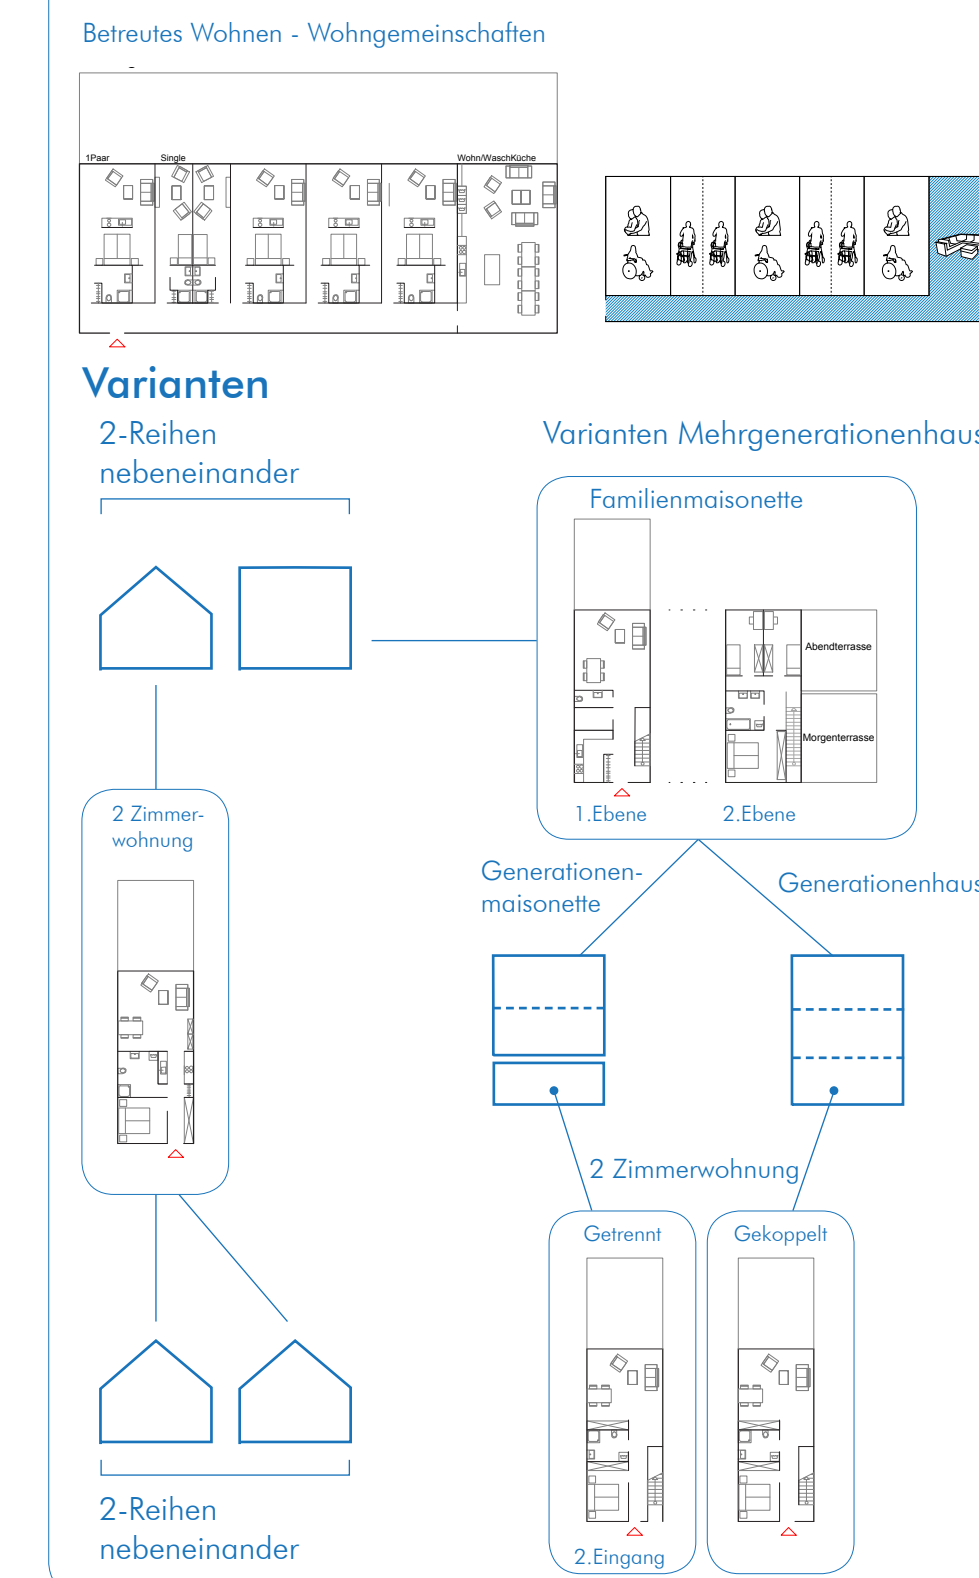 Betreutes Wohnen - Wohngemeinschaften
1Paar
Single
Wohn/WaschKüche
Varianten
2-Reihen
nebeneinander
Varianten Mehrgenerationenhaus
Familienmaisonette
Abendterrasse
Morgenterrasse
1.Ebene
2.Ebene
2 Zimmer-
wohnung
Generationen-
maisonette
Generationenhaus
2 Zimmerwohnung
Getrennt
Gekoppelt
2.Eingang
2-Reihen
nebeneinander